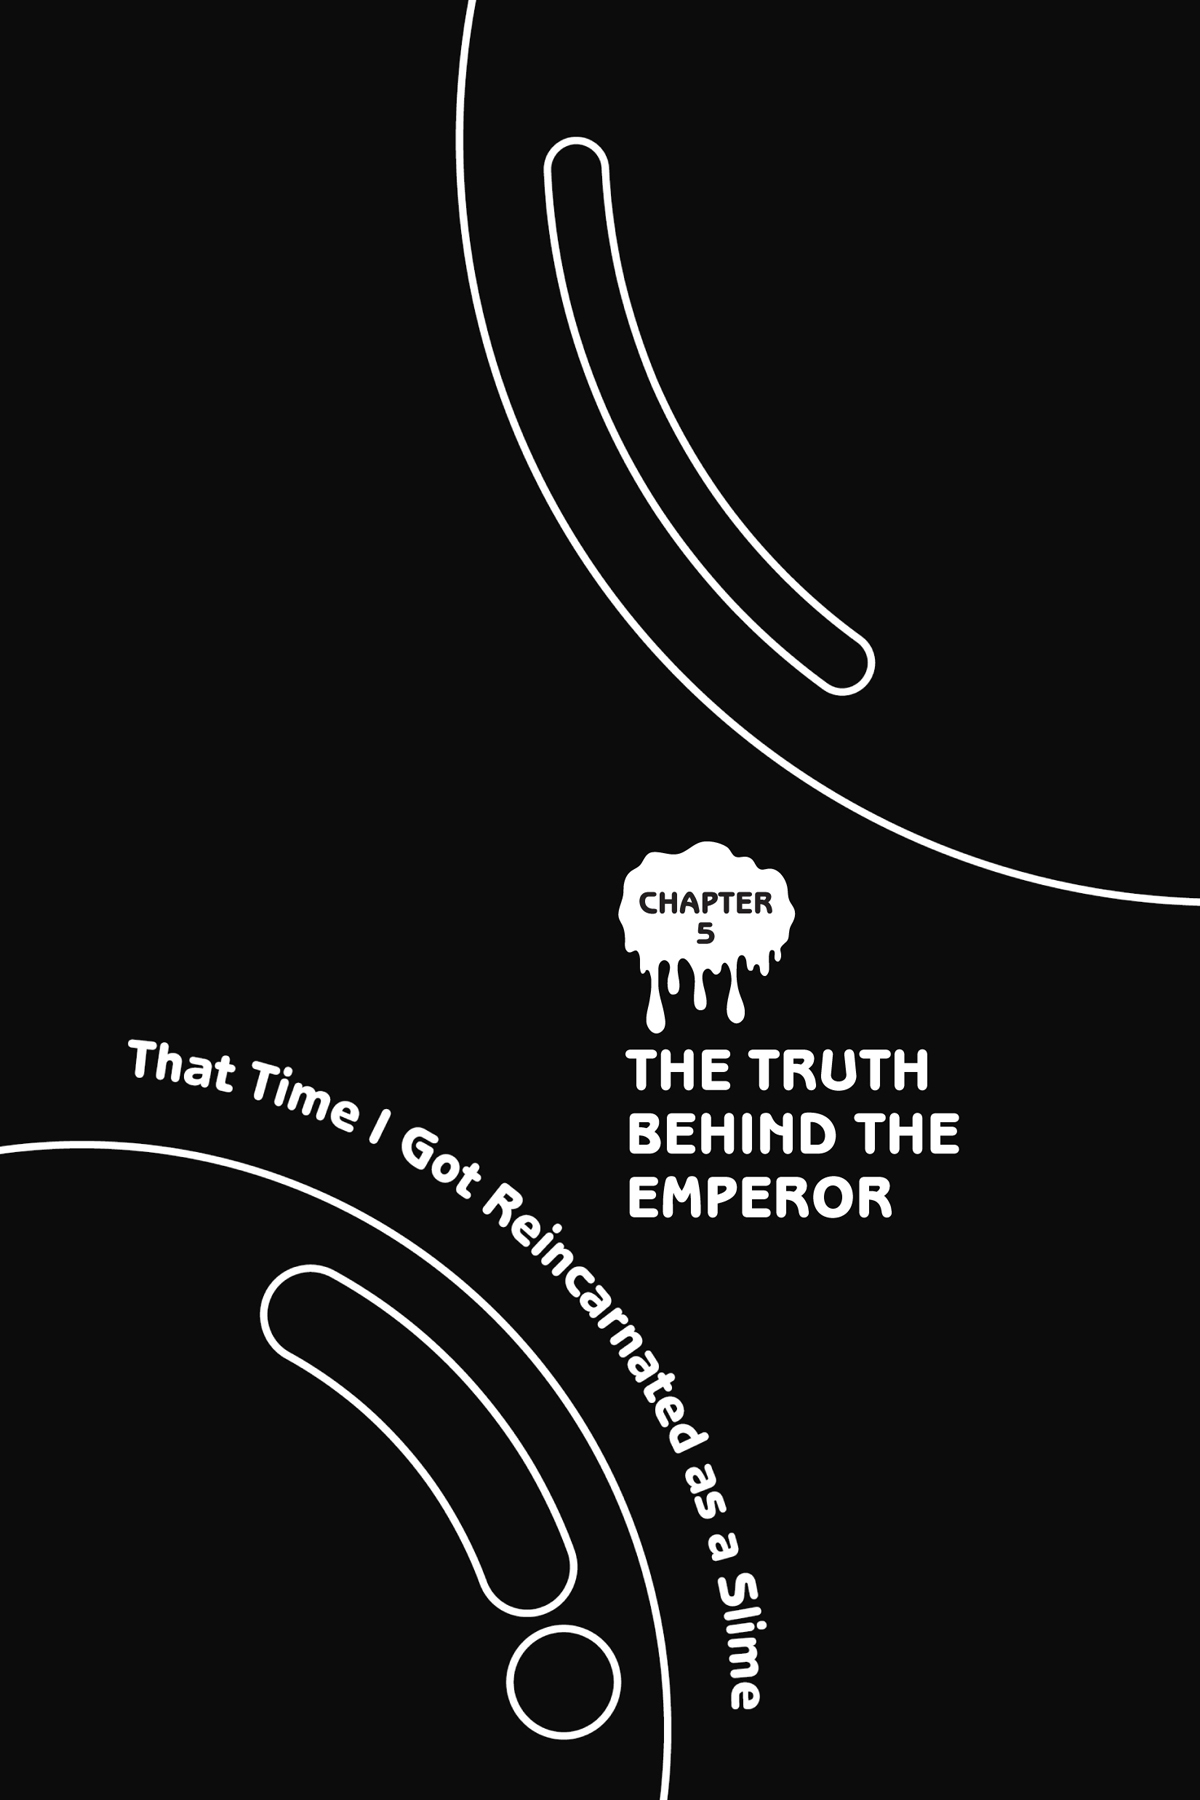 CHAPTER
5
THE TRUTH
BEHIND THE
EMPEROR
That Time I Got Reincarnated as a Slime